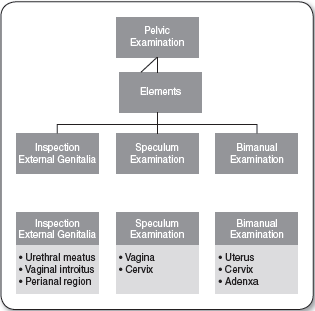 Pelvic
Examination
Elements
Inspection
External Genitalia
Speculum
Examination
Bimanual
Examination
Inspection
External Genitalia
• Urethral meatus
• Vaginal introitus
• Perianal region
Speculum
Examination
• Vagina
• Cervix
Bimanual
Examination
• Uterus
• Cervix
• Adenxa